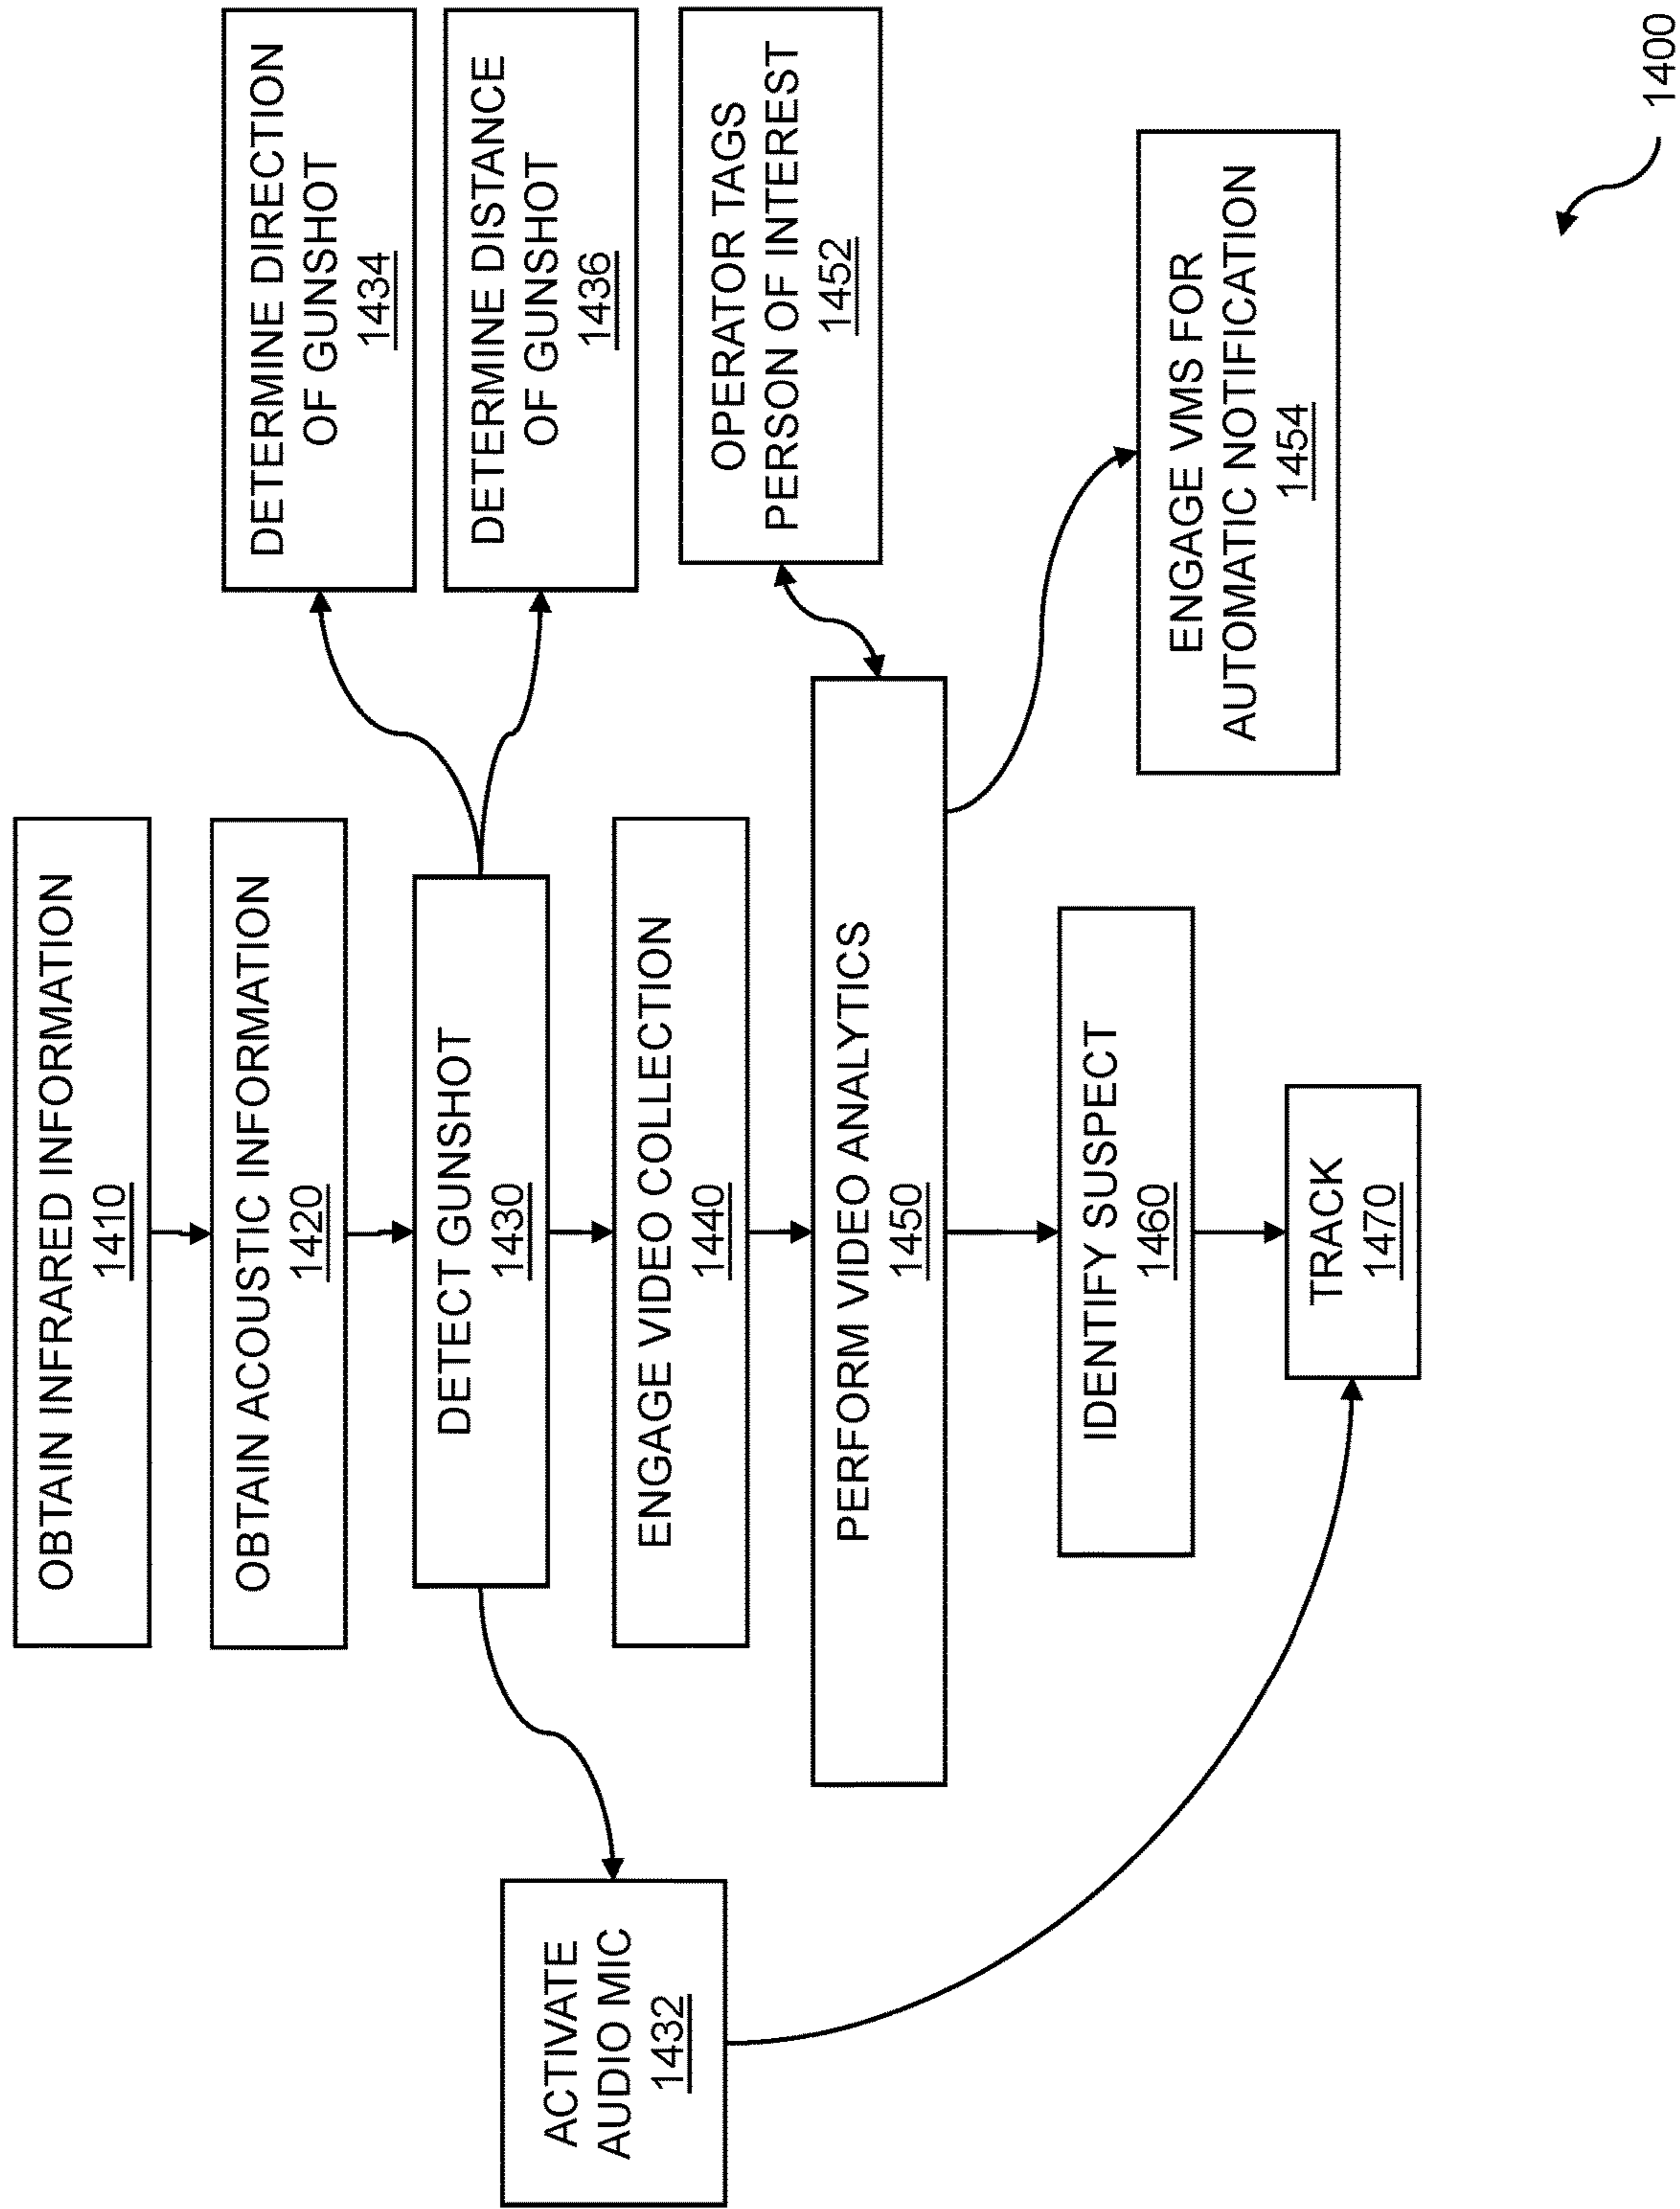 OBTAIN INFRARED INFORMATION
1410
OBTAIN ACOUSTIC INFORMATION
1420
DETECT GUNSHOT
1430
DETERMINE DIRECTION
OF GUNSHOT
1434
DETERMINE DISTANCE
OF GUNSHOT
1436
ACTIVATE
AUDIO MIC
1432
ENGAGE VIDEO COLLECTION
1440
OPERATOR TAGS
PERSON OF INTEREST
1452
PERFORM VIDEO ANALYTICS
1450
ENGAGE VMS FOR
AUTOMATIC NOTIFICATION
1454
IDENTIFY SUSPECT
1460
TRACK
1470
1400